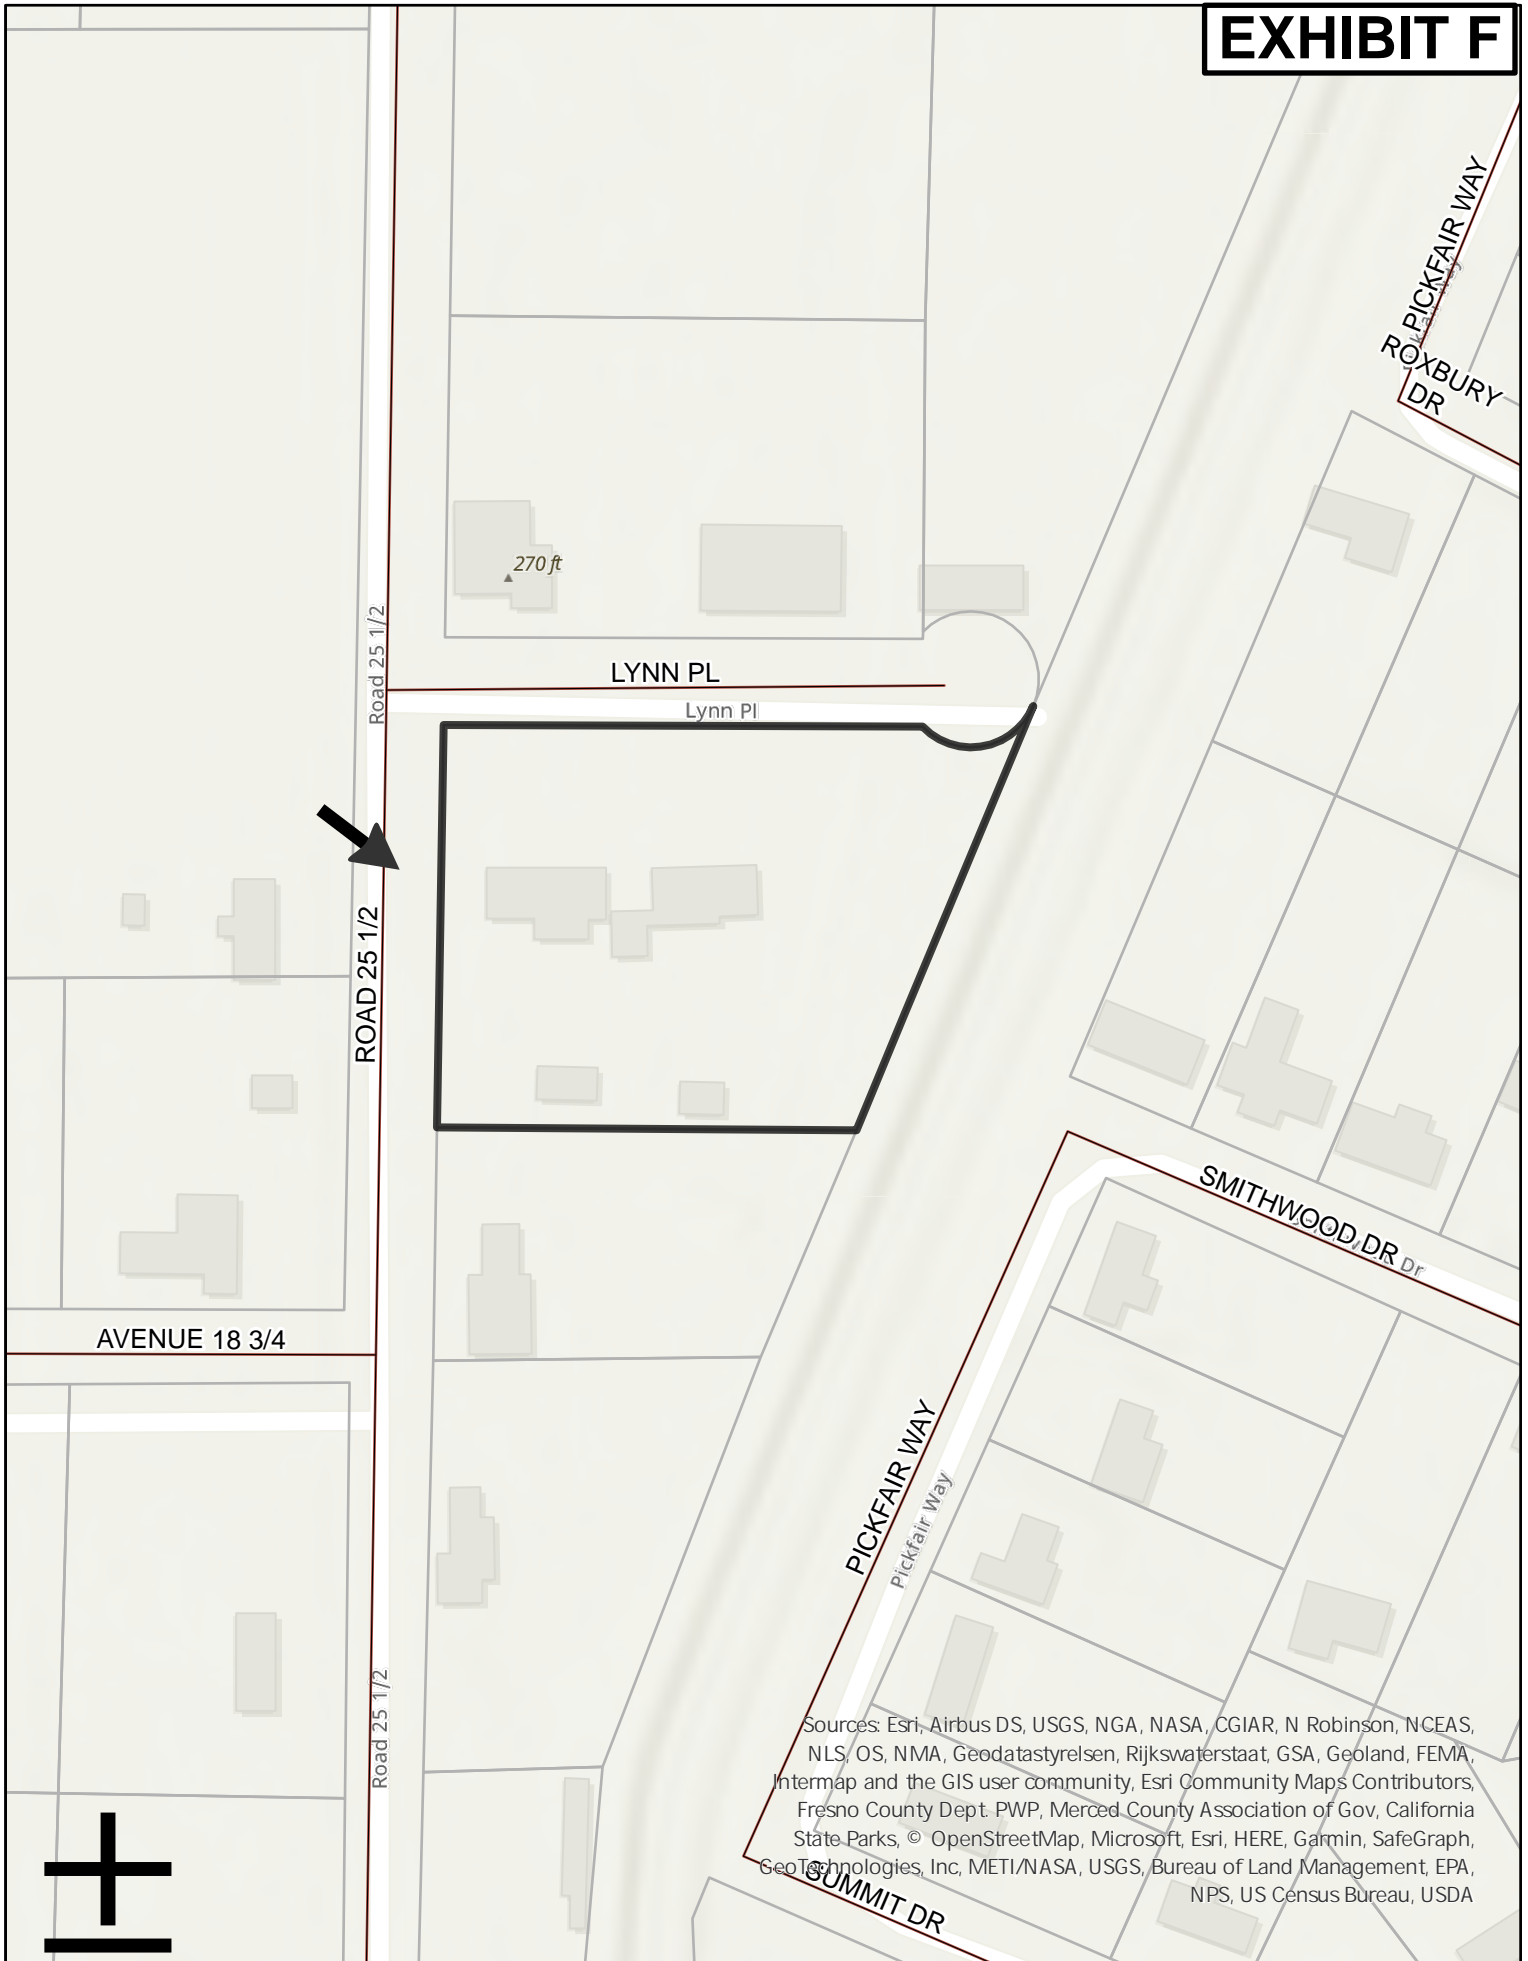 EXHIBIT F
PICKFAIR WAY
ROXBURY
DR
270 ft
Road 25 1/2
LYNN PL
Lynn Pl
ROAD 25 1/2
SMITHWOOD DR
Dr
AVENUE 18 3/4
PICKFAIR WAY
Pickfair Way
Road 25 1/2
Sources: Esri, Airbus DS, USGS, NGA, NASA, CGIAR, N Robinson, NCEAS,
NLS, OS, NMA, Geodatastyrelsen, Rijkswaterstaat, GSA, Geoland, FEMA,
Intermap and the GIS user community, Esri Community Maps Contributors,
Fresno County Dept. PWP, Merced County Association of Gov, California
State Parks, © OpenStreetMap, Microsoft, Esri, HERE, Garmin, SafeGraph,
GeoTechnologies, Inc, METI/NASA, USGS, Bureau of Land Management, EPA,
NPS, US Census Bureau, USDA
SUMMIT DR